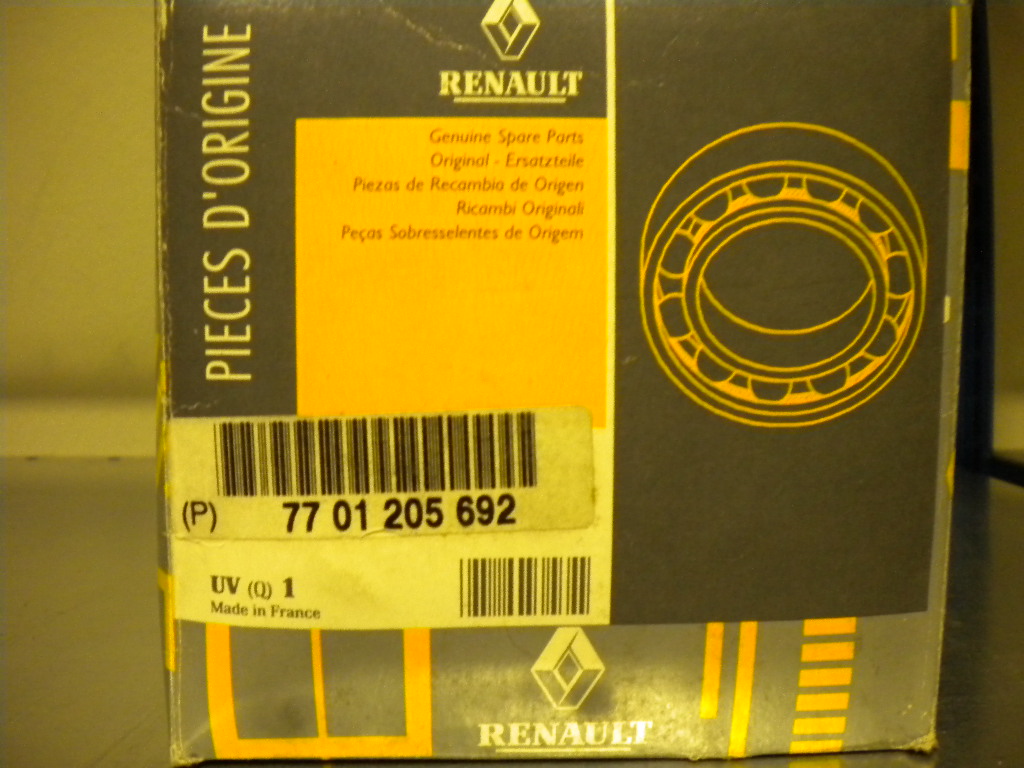 PIECES D'ORIGINE
RENAULT
Genuine Spare Parts
Original - Ersatzteile
Piezas de Recambio de Origen
Ricambi Originali
Peças Sobresselentes de Origem
(P) 77 01 205 692
UV (Q) 1
Made in France
RENAULT